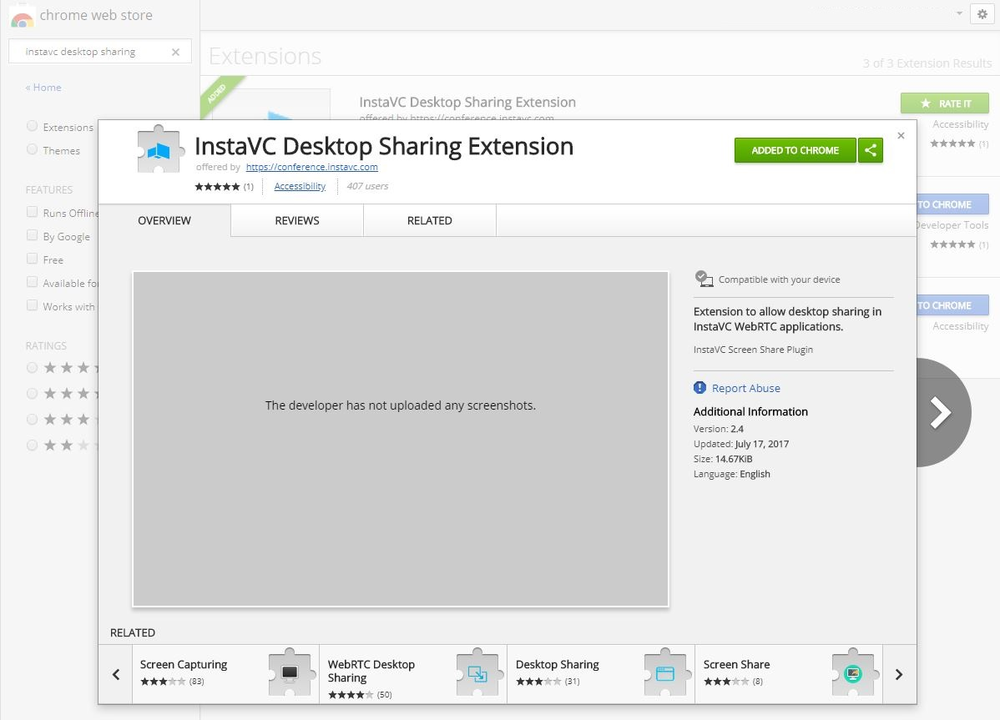 chrome web store
instavc desktop sharing
Extensions
3 of 3 Extension Results
« Home
Extensions
Themes
FEATURES
Runs Offline
By Google
Free
Available fo
Works with
RATINGS
ADDED
InstaVC Desktop Sharing Extension
offered by https://conference.instavc.com
RATE IT
Accessibility
(1)
TO CHROME
Developer Tools
(1)
TO CHROME
Accessibility
InstaVC Desktop Sharing Extension
offered by https://conference.instavc.com
(1) Accessibility 407 users
ADDED TO CHROME
OVERVIEW REVIEWS RELATED
The developer has not uploaded any screenshots.
Compatible with your device
Extension to allow desktop sharing in
InstaVC WebRTC applications.
InstaVC Screen Share Plugin
Report Abuse
Additional Information
Version: 2.4
Updated: July 17, 2017
Size: 14.67KiB
Language: English
RELATED
Screen Capturing
(83)
WebRTC Desktop
Sharing
(50)
Desktop Sharing
(31)
Screen Share
(8)